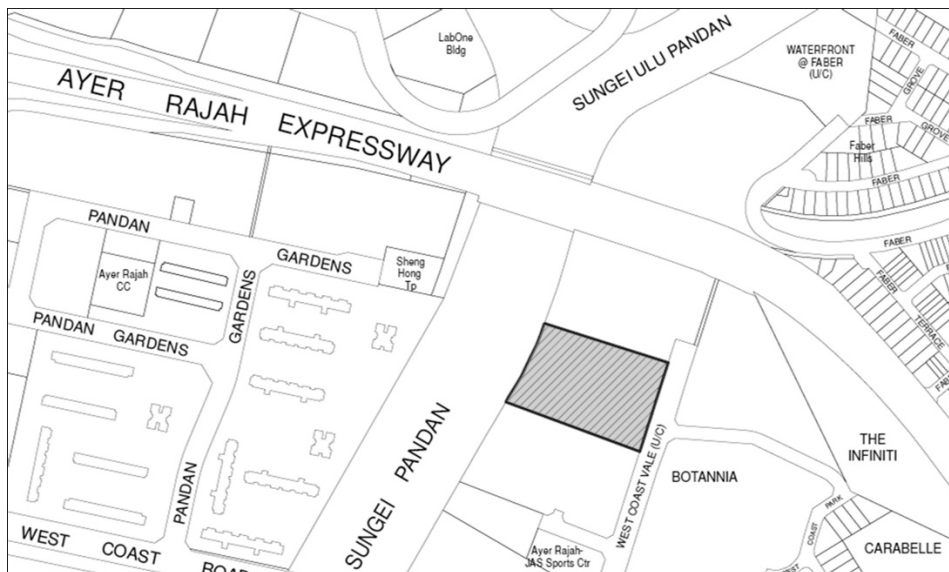 LabOne
Bldg
WATERFRONT
@ FABER
(U/C)
FABER
GROVE
FABER
GROVE
Faber
Hills
FABER
FABER
FABER
TERRACE
SUNGEI ULU PANDAN
AYER RAJAH EXPRESSWAY
PANDAN
GARDENS
Ayer Rajah
CC
GARDENS
Sheng
Hong
Tp
PANDAN
GARDENS
PANDAN
SUNGEI PANDAN
WEST COAST VALE (U/C)
BOTANNIA
THE
INFINITI
PARK
COAST
CARABELLE
Ayer Rajah-
JAS Sports Ctr
WEST COAST